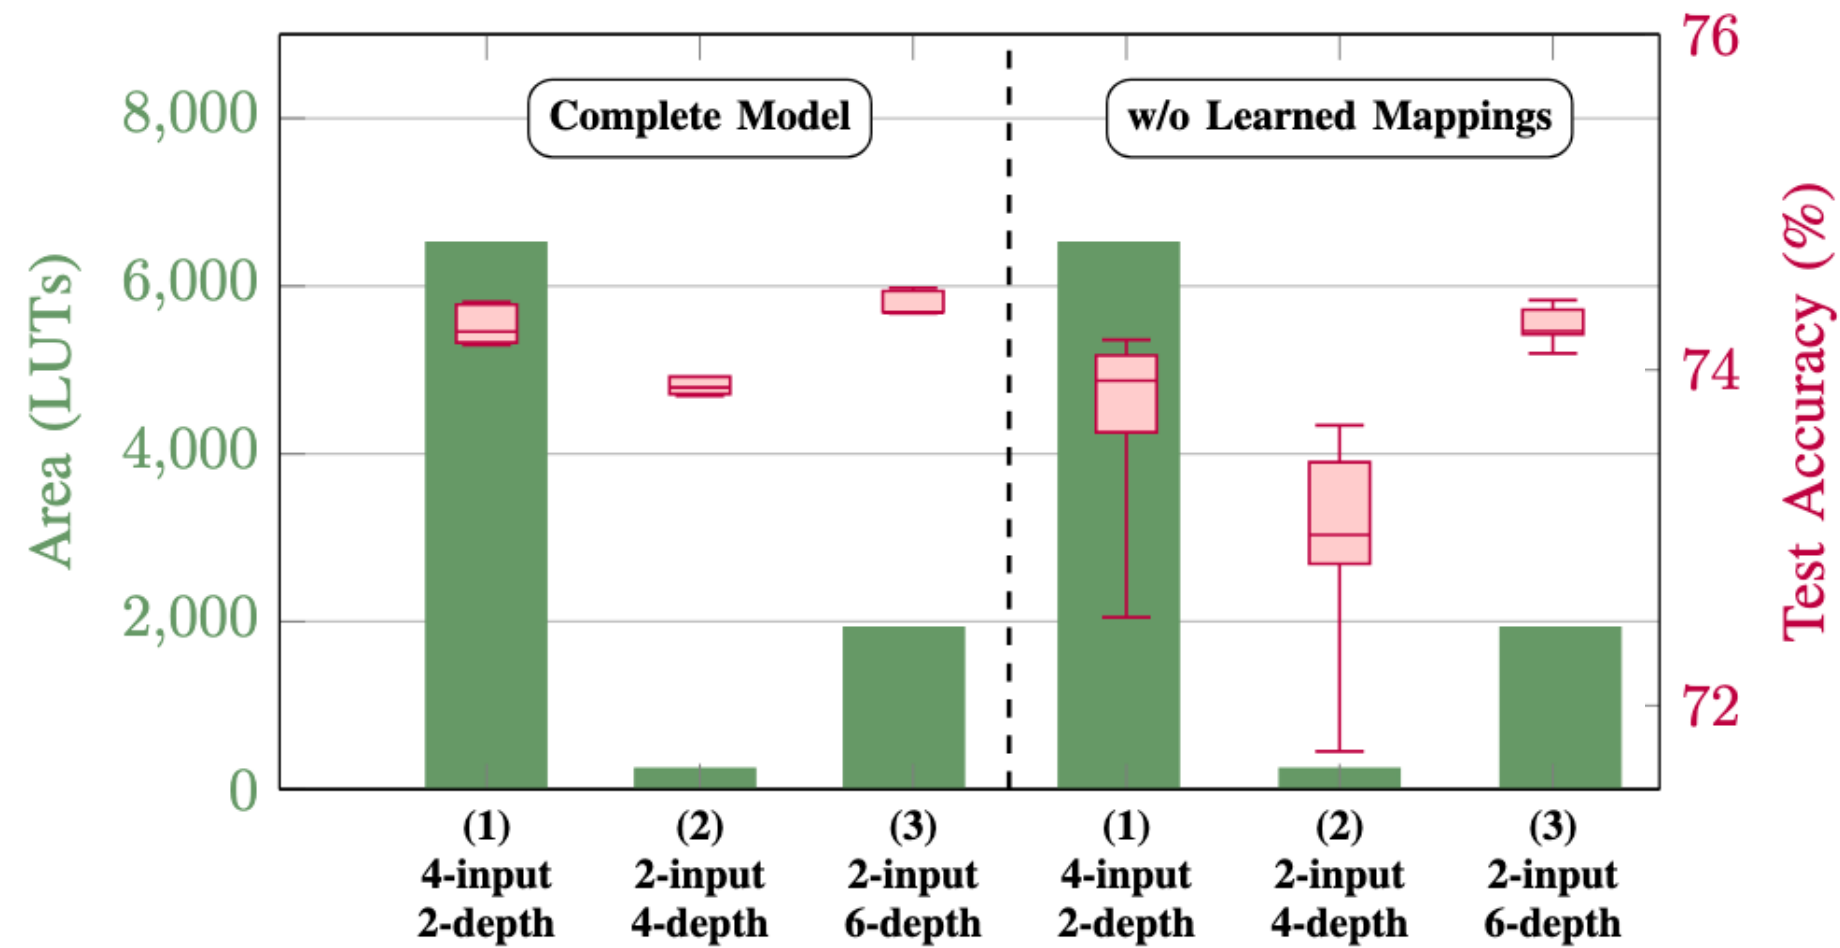 76
Complete Model
w/o Learned Mappings
8,000
6,000
4,000
2,000
0
Area (LUTs)
74
72
Test Accuracy (%)
(1)
4-input
2-depth
(2)
2-input
4-depth
(3)
2-input
6-depth
(1)
4-input
2-depth
(2)
2-input
4-depth
(3)
2-input
6-depth